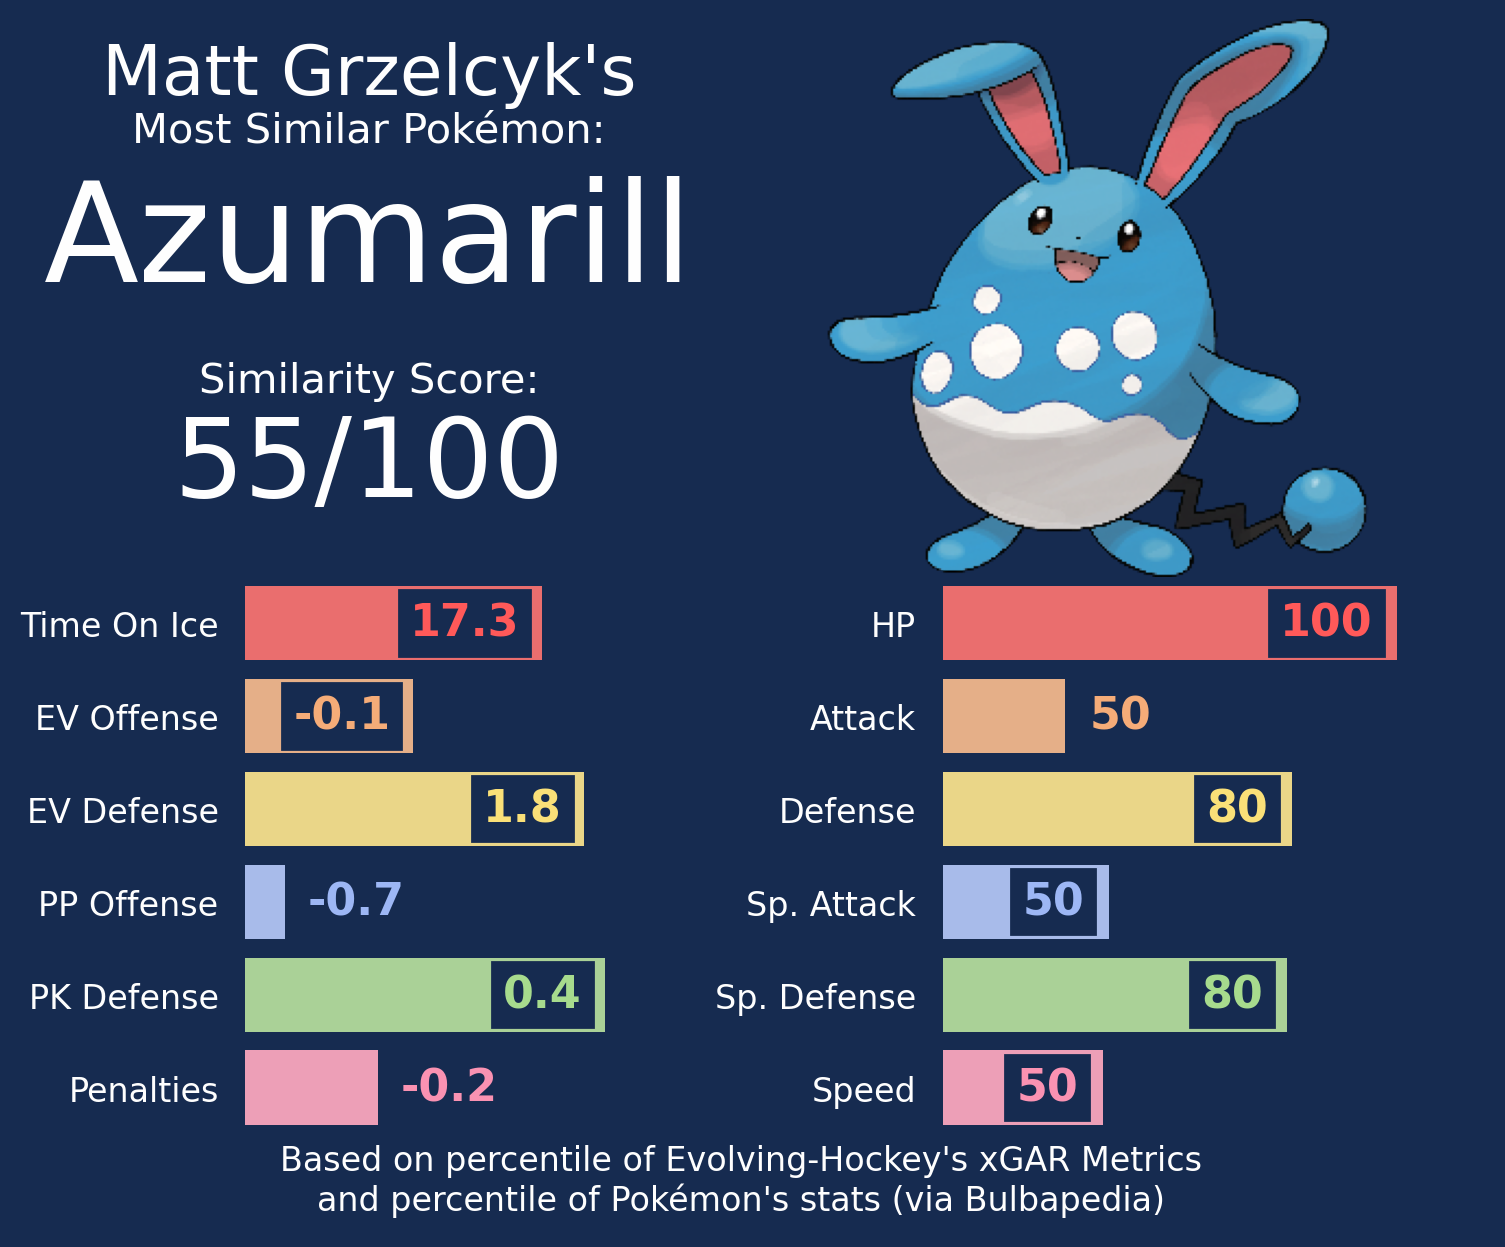 Matt Grzelcyk's
Most Similar Pokémon:
Azumarill
Similarity Score:
55/100
Time On Ice 17.3
EV Offense -0.1
EV Defense 1.8
PP Offense -0.7
PK Defense 0.4
Penalties -0.2
HP 100
Attack 50
Defense 80
Sp. Attack 50
Sp. Defense 80
Speed 50
Based on percentile of Evolving-Hockey's xGAR Metrics
and percentile of Pokémon's stats (via Bulbapedia)